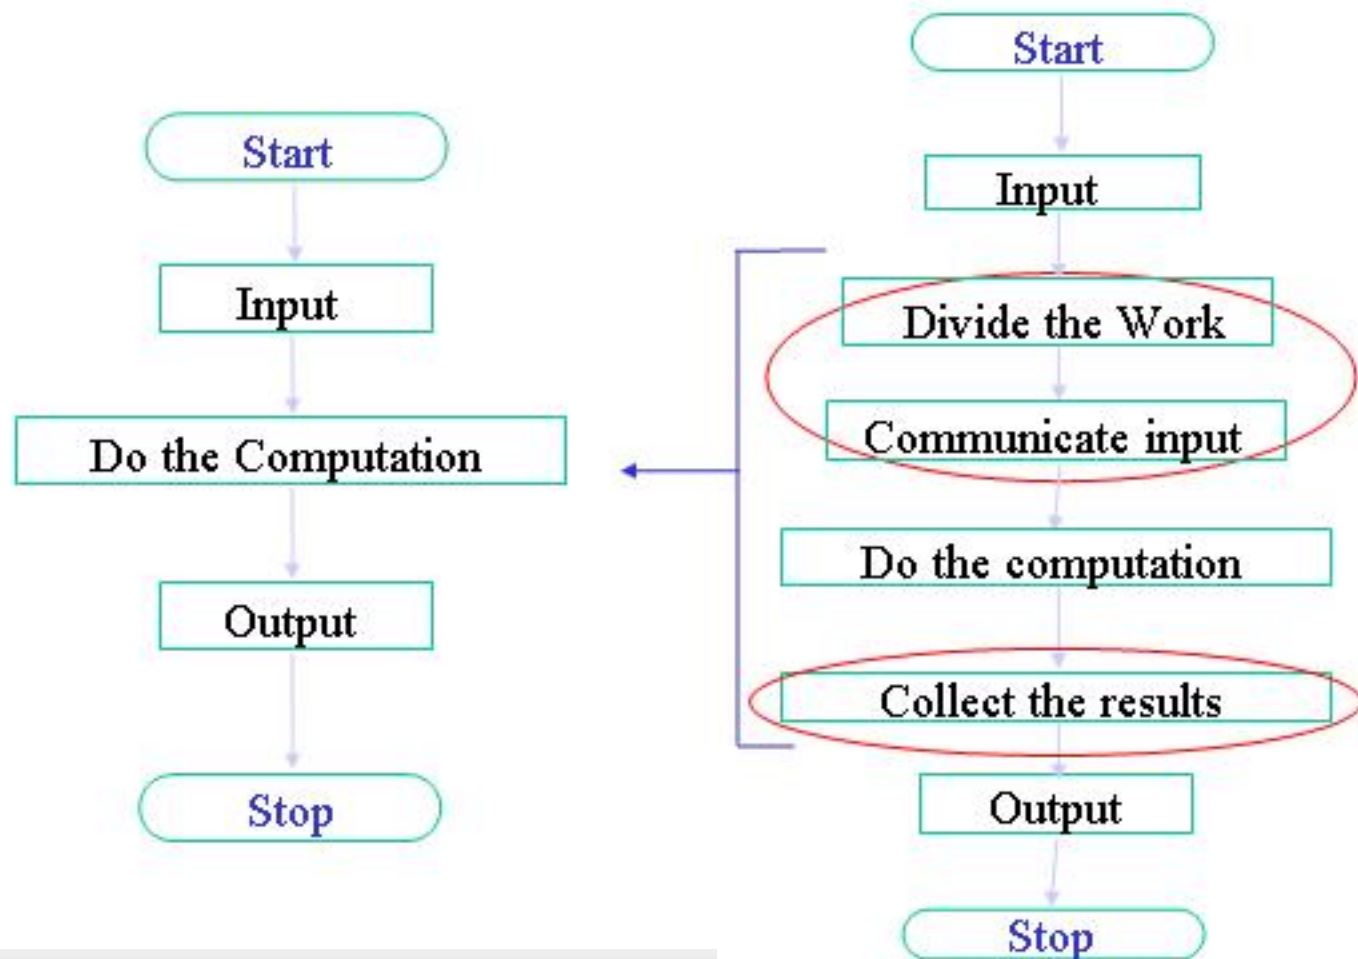 Start
Input
Do the Computation
Output
Stop
Start
Input
Divide the Work
Communicate input
Do the computation
Collect the results
Output
Stop